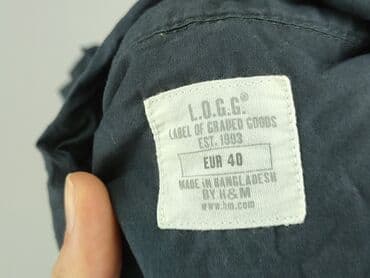 L.O.G.G.®
LABEL OF GRADED GOODS
EST. 1993
EUR 40
MADE IN BANGLADESH
BY H&M
www.hm.com